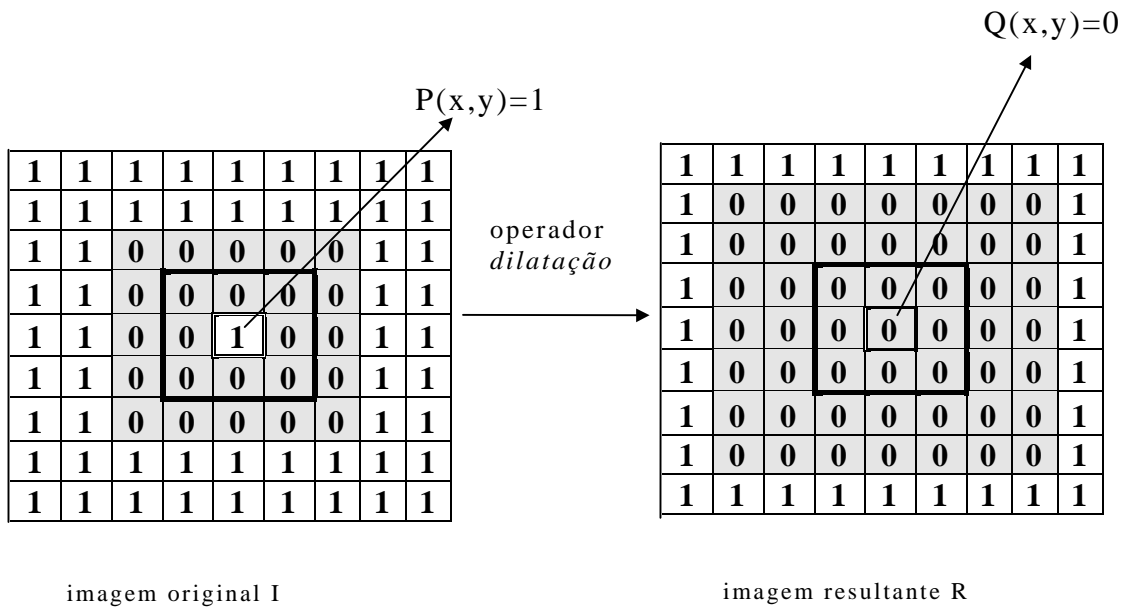 Q(x,y)=0
P(x,y)=1
1 1 1 1 1 1 1 1 1
1 1 1 1 1 1 1 1 1
1 1 0 0 0 0 0 1 1
1 1 0 0 0 0 0 1 1
1 1 0 0 1 0 0 1 1
1 1 0 0 0 0 0 1 1
1 1 0 0 0 0 0 1 1
1 1 1 1 1 1 1 1 1
1 1 1 1 1 1 1 1 1
operador
dilatação
1 1 1 1 1 1 1 1 1
1 0 0 0 0 0 0 0 1
1 0 0 0 0 0 0 0 1
1 0 0 0 0 0 0 0 1
1 0 0 0 0 0 0 0 1
1 0 0 0 0 0 0 0 1
1 0 0 0 0 0 0 0 1
1 0 0 0 0 0 0 0 1
1 1 1 1 1 1 1 1 1
imagem original I
imagem resultante R